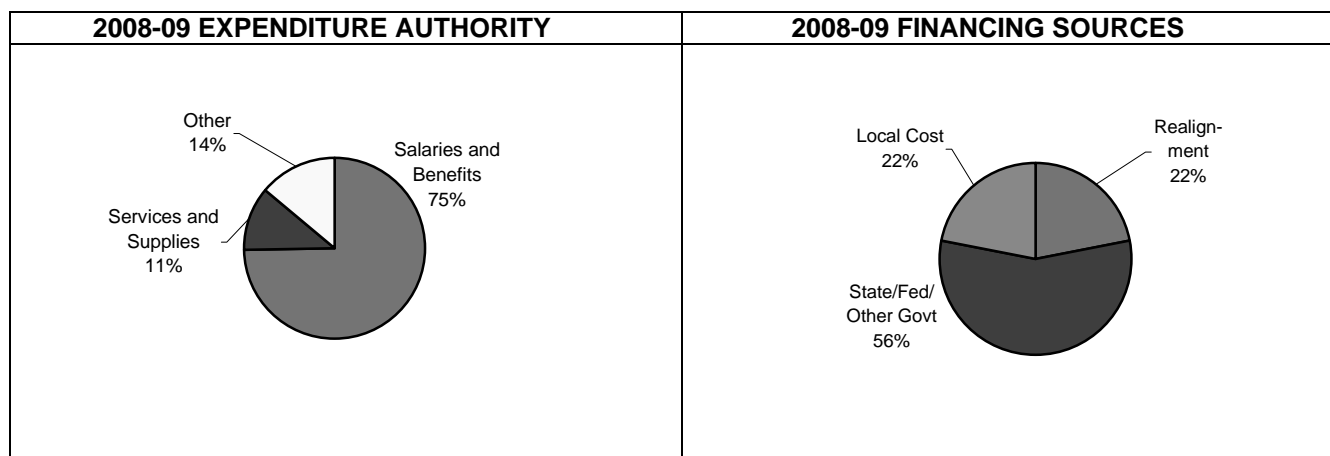 2008-09 EXPENDITURE AUTHORITY
Other
14%
Salaries and
Benefits
75%
Services and
Supplies
11%
2008-09 FINANCING SOURCES
Local Cost
22%
Realign-
ment
22%
State/Fed/
Other Govt
56%